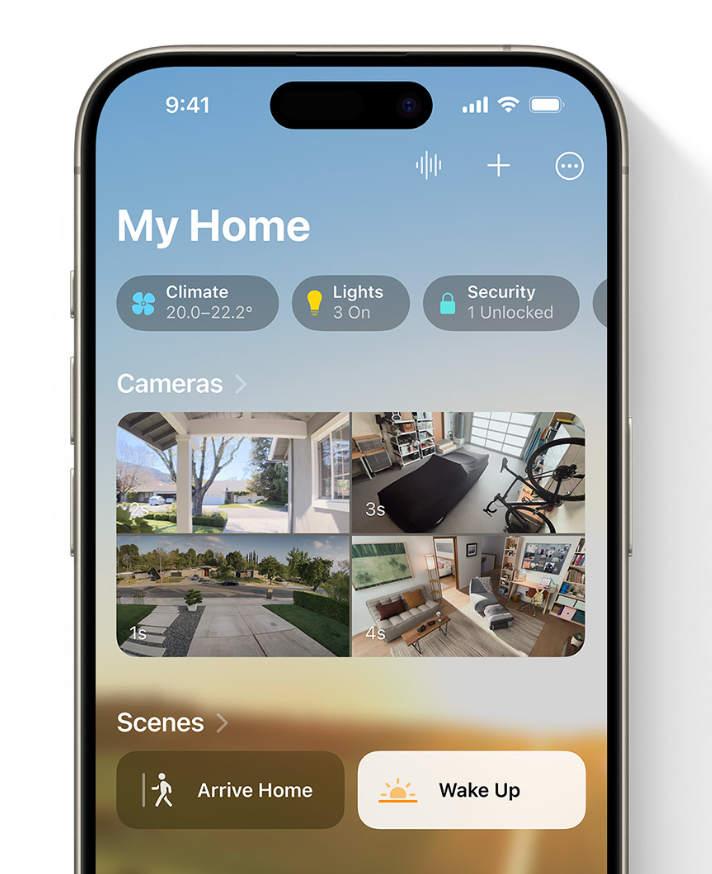 9:41
My Home
Climate
20.0–22.2°
Lights
3 On
Security
1 Unlocked
Cameras
2s
3s
1s
4s
Scenes
Arrive Home
Wake Up